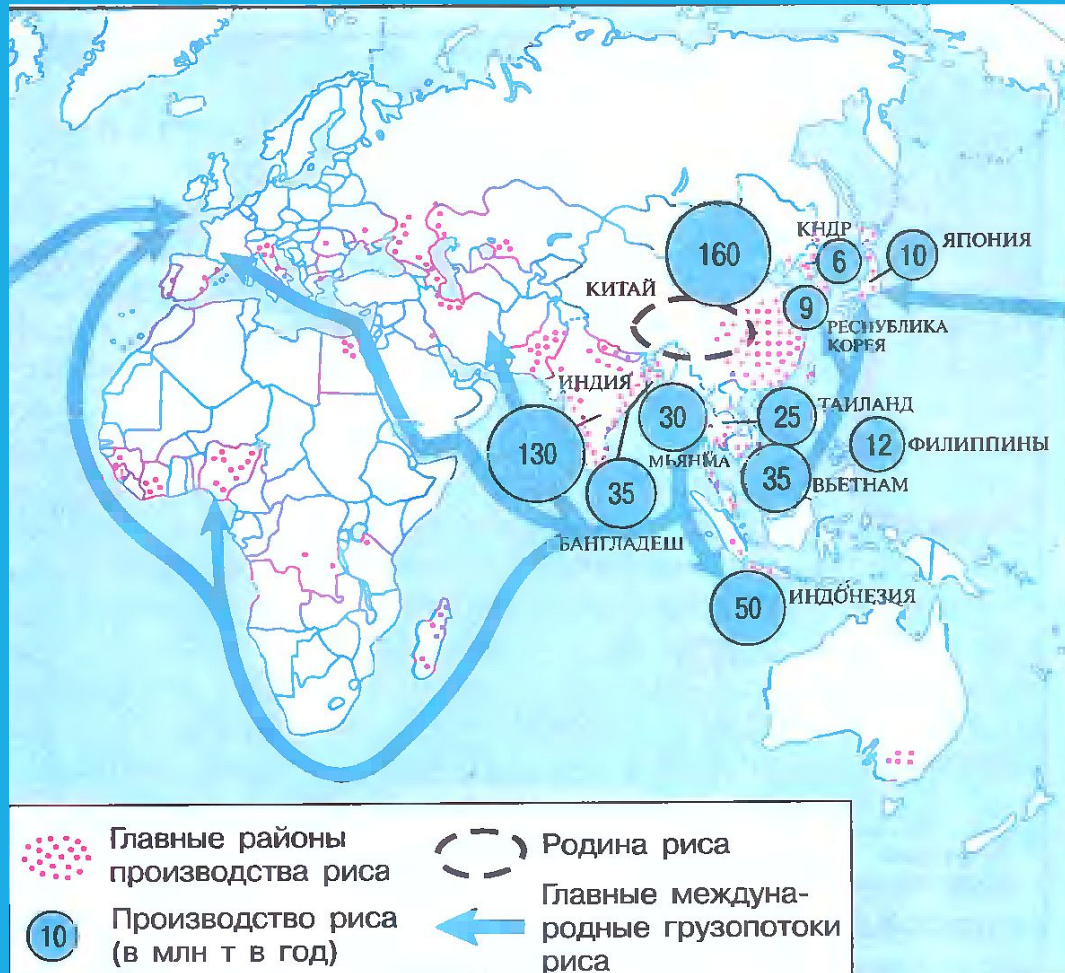 160
КНДР
6
10
ЯПОНИЯ
КИТАЙ
9
РЕСПУБЛИКА
КОРЕЯ
ИНДИЯ
30
25
ТАИЛАНД
12
ФИЛИППИНЫ
130
МЬЯНМА
35
35
ВЬЕТНАМ
БАНГЛАДЕШ
50
ИНДОНЕЗИЯ
Главные районы
производства риса
Родина риса
10
Производство риса
(в млн т в год)
Главные междуна-
родные грузопотоки
риса